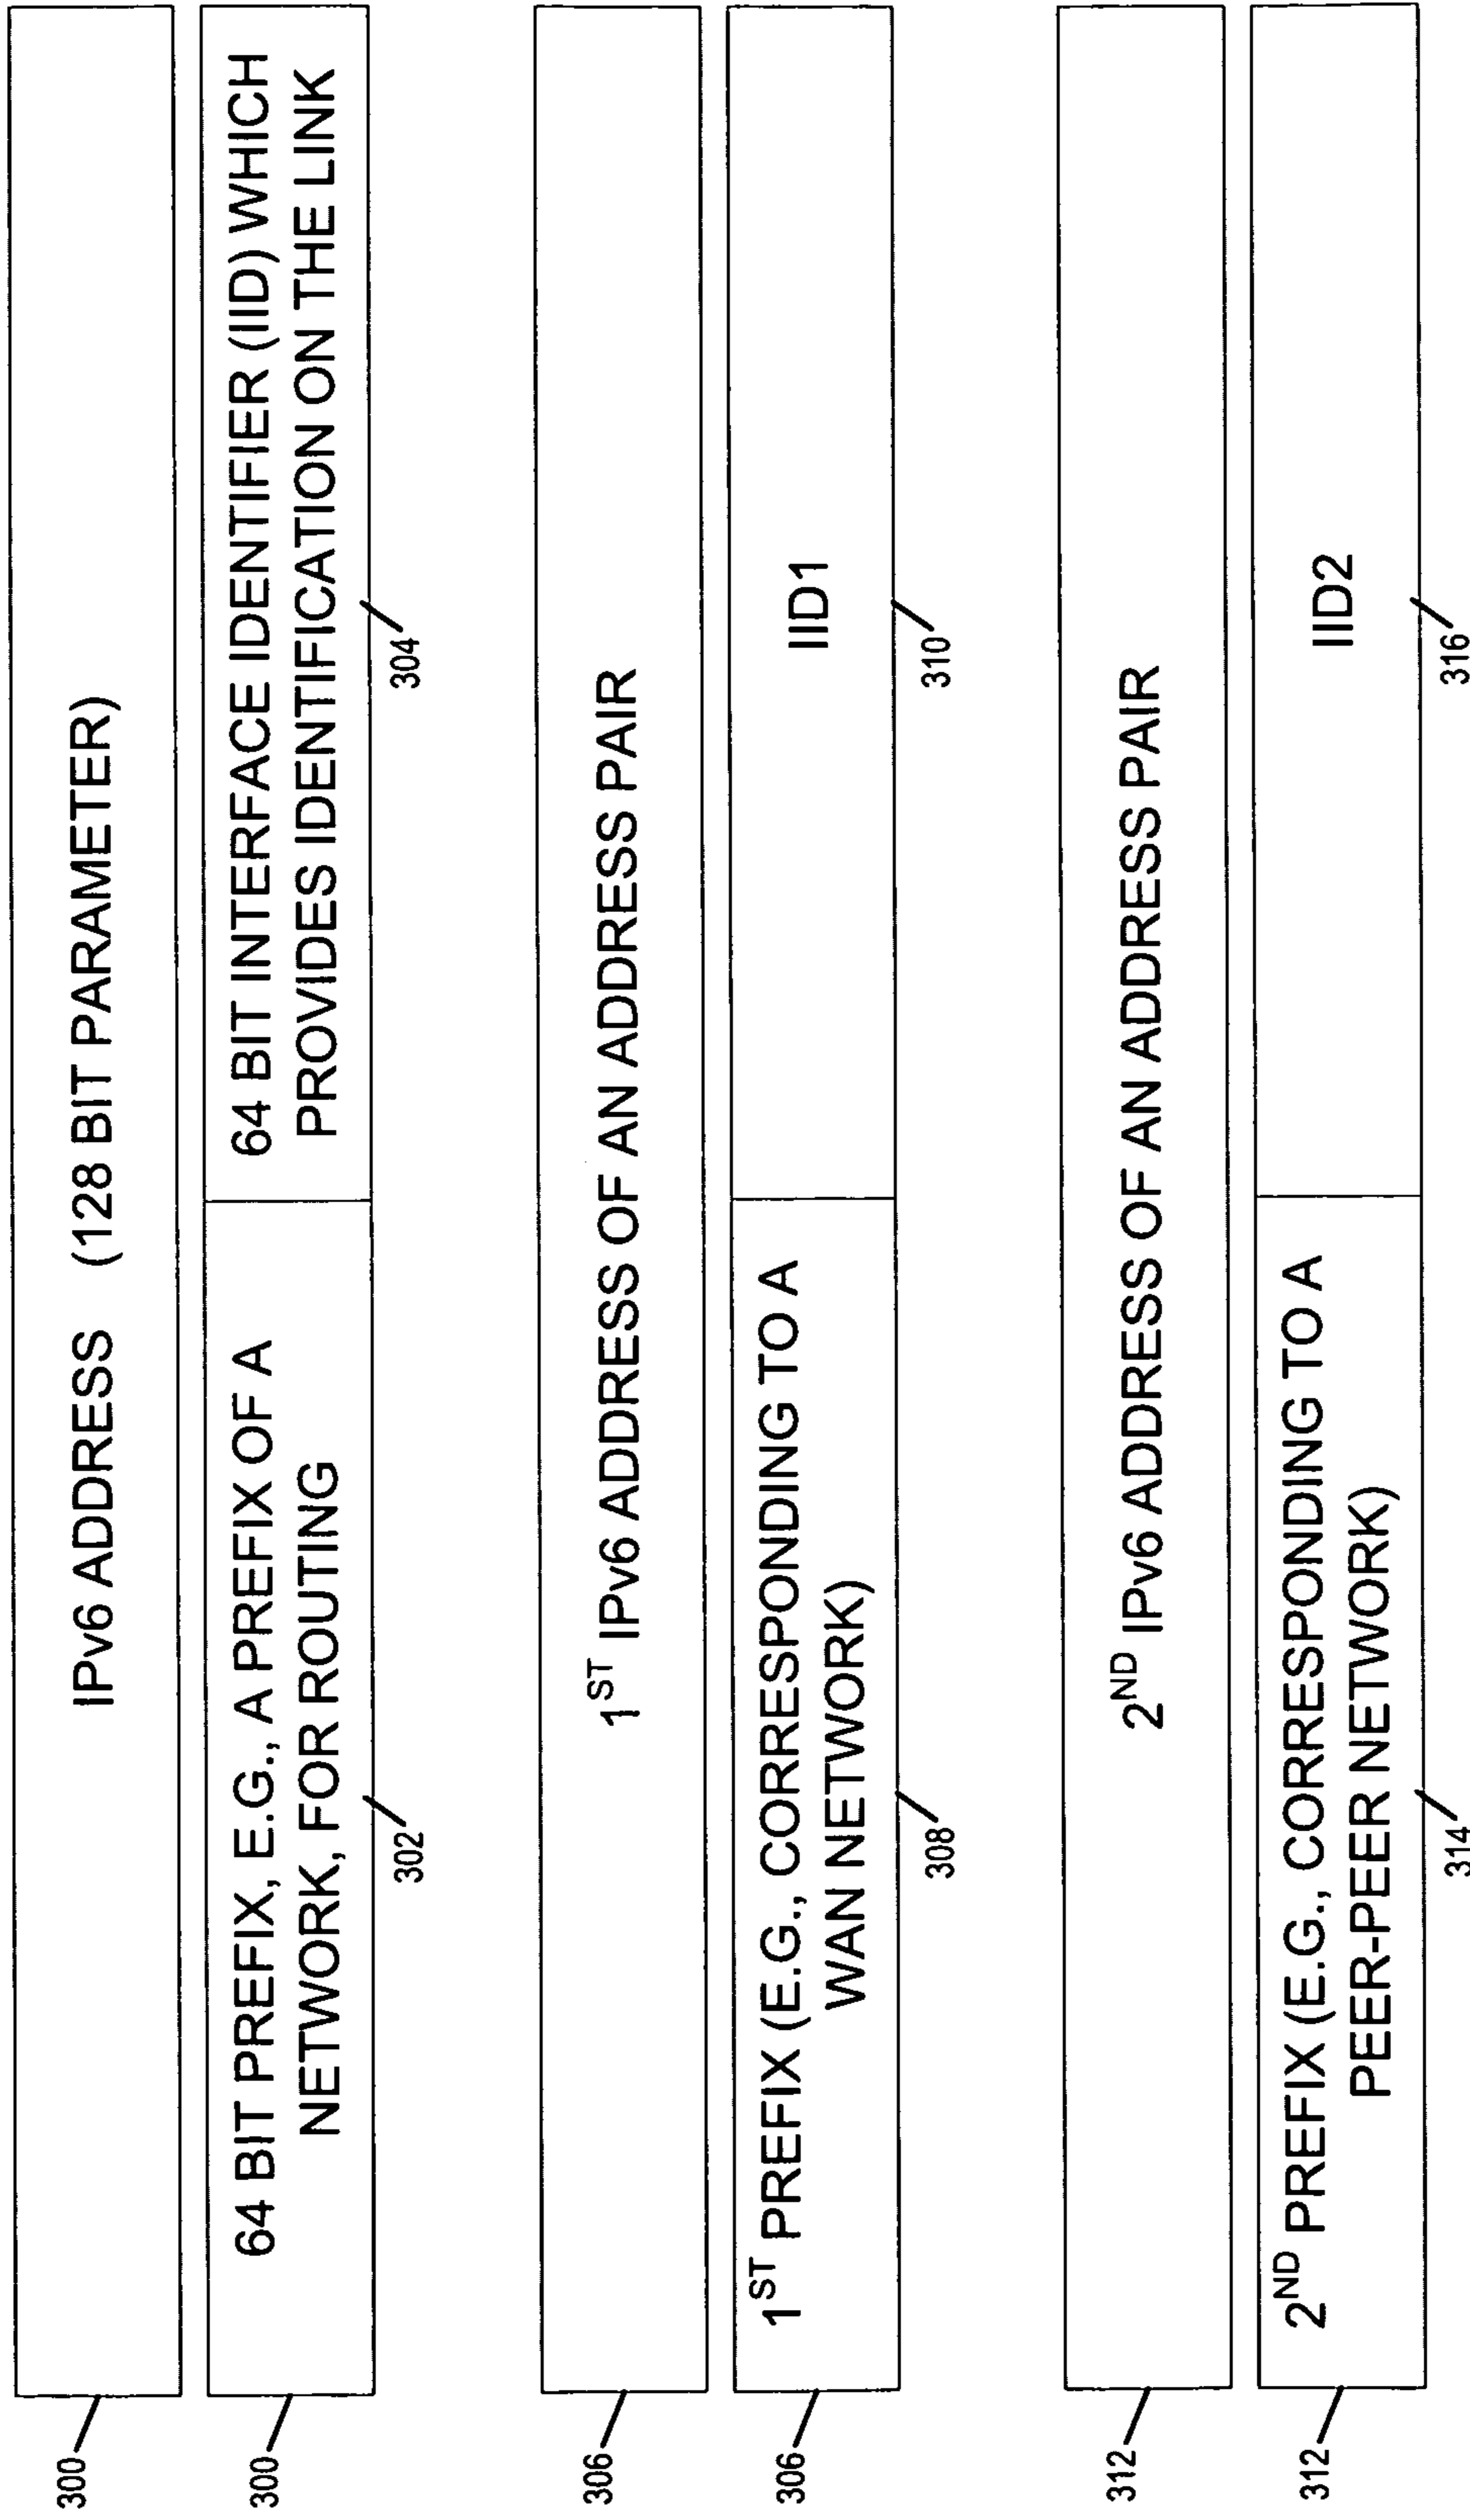 300
IPv6 ADDRESS (128 BIT PARAMETER)
300
64 BIT PREFIX, E.G., A PREFIX OF A
NETWORK, FOR ROUTING
302
64 BIT INTERFACE IDENTIFIER (IID) WHICH
PROVIDES IDENTIFICATION ON THE LINK
304
306
1ST IPv6 ADDRESS OF AN ADDRESS PAIR
306
1ST PREFIX (E.G., CORRESPONDING TO A
WAN NETWORK)
308
IID1
310
312
2ND IPv6 ADDRESS OF AN ADDRESS PAIR
312
2ND PREFIX (E.G., CORRESPONDING TO A
PEER-PEER NETWORK)
314
IID2
316